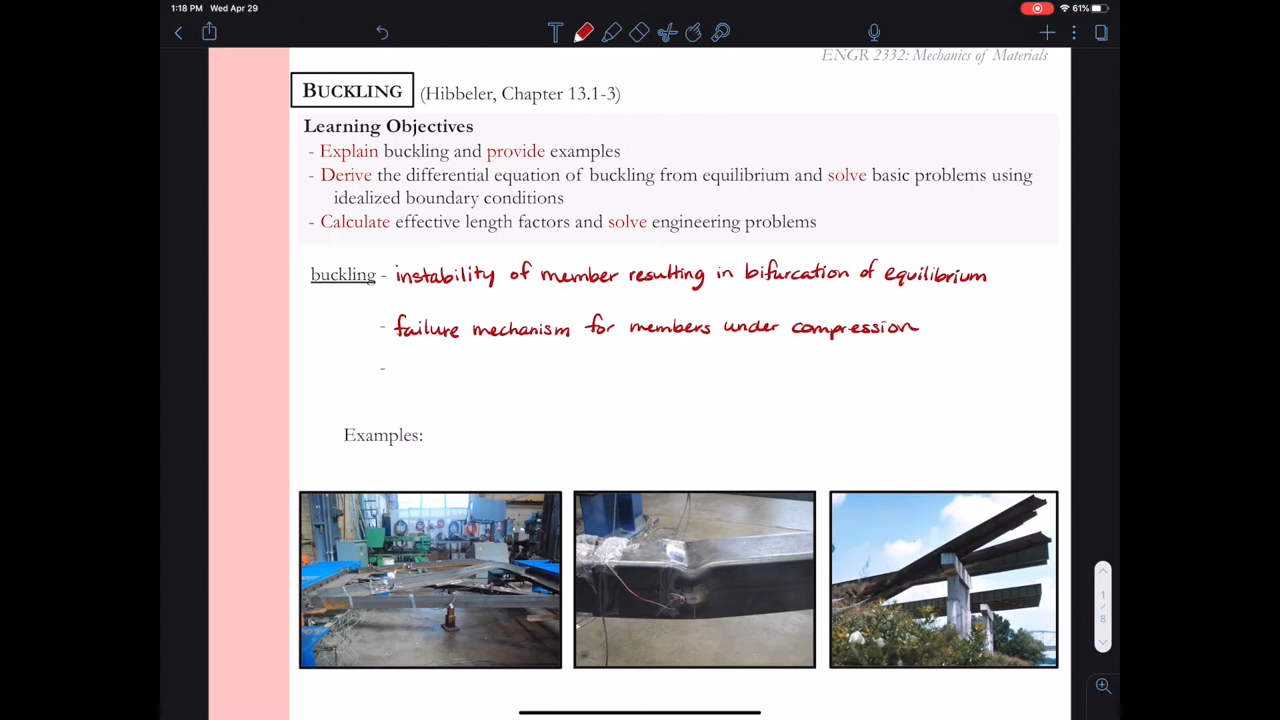 1:18 PM Wed Apr 29
61%
ENGR 2332: Mechanics of Materials
BUCKLING (Hibbeler, Chapter 13.1-3)
Learning Objectives
- Explain buckling and provide examples
- Derive the differential equation of buckling from equilibrium and solve basic problems using
idealized boundary conditions
- Calculate effective length factors and solve engineering problems
buckling - instability of member resulting in bifurcation of equilibrium
- failure mechanism for members under compression
-
Examples:
1
/
8